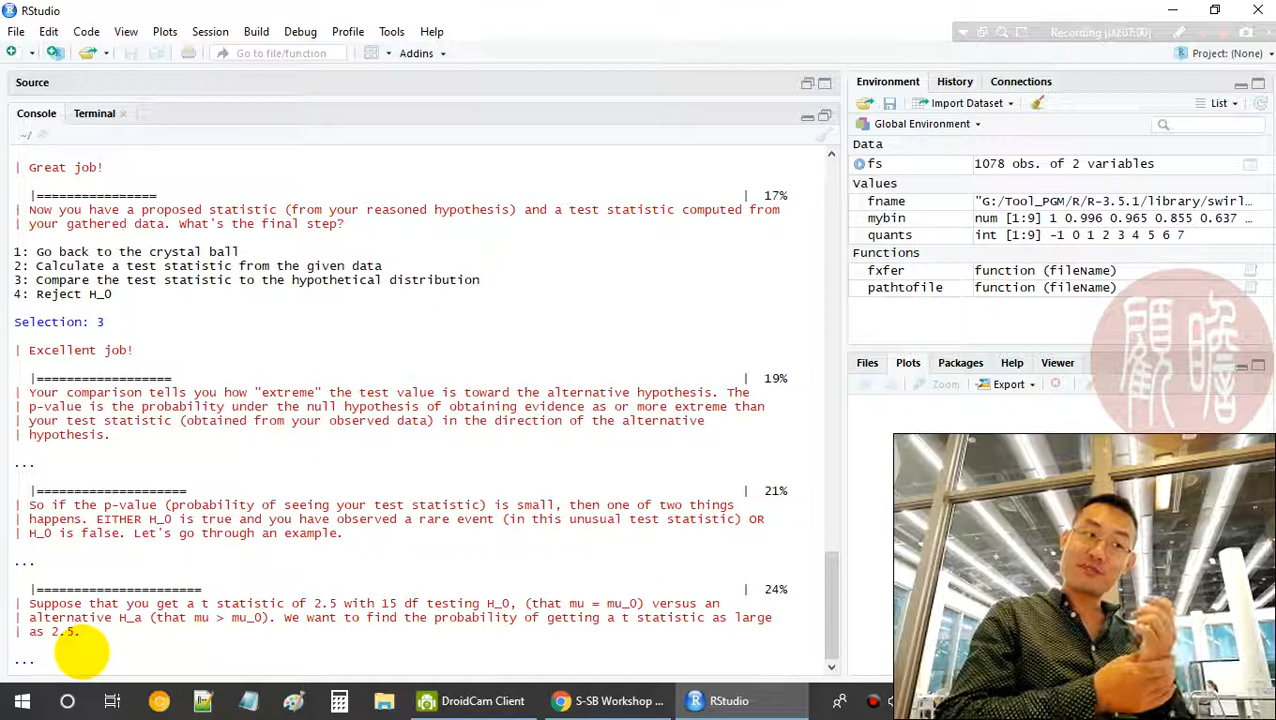 RStudio
File Edit Code View Plots Session Build Debug Profile Tools Help
Recording [00:07:00]
Go to file/function
Addins
Project: (None)
Source
Console Terminal
~/
| Great job!
|================ | 17%
| Now you have a proposed statistic (from your reasoned hypothesis) and a test statistic computed from
| your gathered data. What's the final step?
1: Go back to the crystal ball
2: Calculate a test statistic from the given data
3: Compare the test statistic to the hypothetical distribution
4: Reject H_0
Selection: 3
| Excellent job!
|================== | 19%
| Your comparison tells you how "extreme" the test value is toward the alternative hypothesis. The
| p-value is the probability under the null hypothesis of obtaining evidence as or more extreme than
| your test statistic (obtained from your observed data) in the direction of the alternative
| hypothesis.
...
|==================== | 21%
| So if the p-value (probability of seeing your test statistic) is small, then one of two things
| happens. EITHER H_0 is true and you have observed a rare event (in this unusual test statistic) OR
| H_0 is false. Let's go through an example.
...
|====================== | 24%
| Suppose that you get a t statistic of 2.5 with 15 df testing H_0, (that mu = mu_0) versus an
| alternative H_a (that mu > mu_0). We want to find the probability of getting a t statistic as large
| as 2.5.
...
Environment History Connections
Import Dataset List
Global Environment
Data
fs 1078 obs. of 2 variables
Values
fname "G:/Tool_PGM/R/R-3.5.1/library/swirl…
mybin num [1:9] 1 0.996 0.965 0.855 0.637 …
quants int [1:9] -1 0 1 2 3 4 5 6 7
Functions
fxfer function (fileName)
pathtofile function (fileName)
Files Plots Packages Help Viewer
Zoom Export
DroidCam Client
S-SB Workshop ...
RStudio